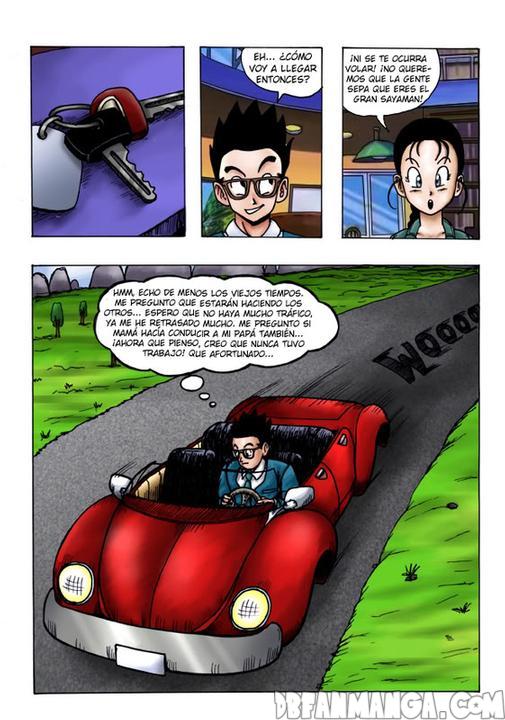 EH... ¿CÓMO
VOY A LLEGAR
ENTONCES?
¡NI SE TE OCURRA
VOLAR! ¡NO QUERE-
MOS QUE LA GENTE
SEPA QUE ERES EL
GRAN SAYAMAN!
HMM, ECHO DE MENOS LOS VIEJOS TIEMPOS.
ME PREGUNTO QUE ESTARÁN HACIENDO LOS
OTROS... ESPERO QUE NO HAYA MUCHO TRÁFICO,
YA ME HE RETRASADO MUCHO. ME PREGUNTO SI
MAMÁ HACÍA CONDUCIR A MI PAPÁ TAMBIÉN...
¡AHORA QUE PIENSO, CREO QUE NUNCA TUVO
TRABAJO! QUE AFORTUNADO...
DBFANMANGA.COM